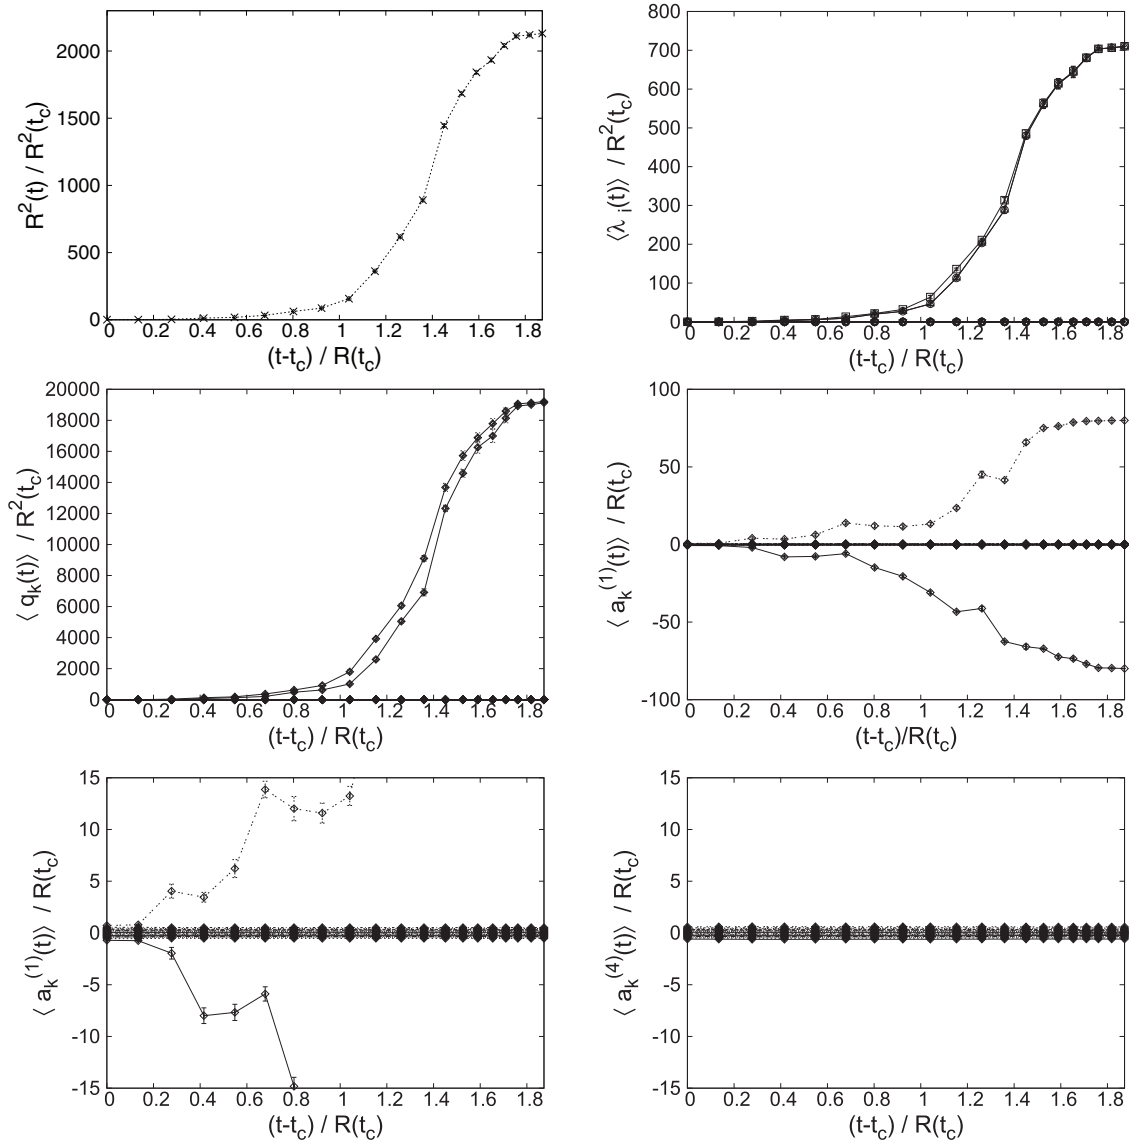 R²(t) / R²(t_c)
2000
1500
1000
500
0
0 0.2 0.4 0.6 0.8 1 1.2 1.4 1.6 1.8
(t-t_c) / R(t_c)
⟨λ_i(t)⟩ / R²(t_c)
800
700
600
500
400
300
200
100
0
0 0.2 0.4 0.6 0.8 1 1.2 1.4 1.6 1.8
(t-t_c) / R(t_c)
⟨q_k(t)⟩ / R²(t_c)
20000
18000
16000
14000
12000
10000
8000
6000
4000
2000
0
0 0.2 0.4 0.6 0.8 1 1.2 1.4 1.6 1.8
(t-t_c) / R(t_c)
⟨a_k^(1)(t)⟩ / R(t_c)
100
50
0
-50
-100
0 0.2 0.4 0.6 0.8 1 1.2 1.4 1.6 1.8
(t-t_c)/R(t_c)
⟨a_k^(1)(t)⟩ / R(t_c)
15
10
5
0
-5
-10
-15
0 0.2 0.4 0.6 0.8 1 1.2 1.4 1.6 1.8
(t-t_c) / R(t_c)
⟨a_k^(4)(t)⟩ / R(t_c)
15
10
5
0
-5
-10
-15
0 0.2 0.4 0.6 0.8 1 1.2 1.4 1.6 1.8
(t-t_c) / R(t_c)